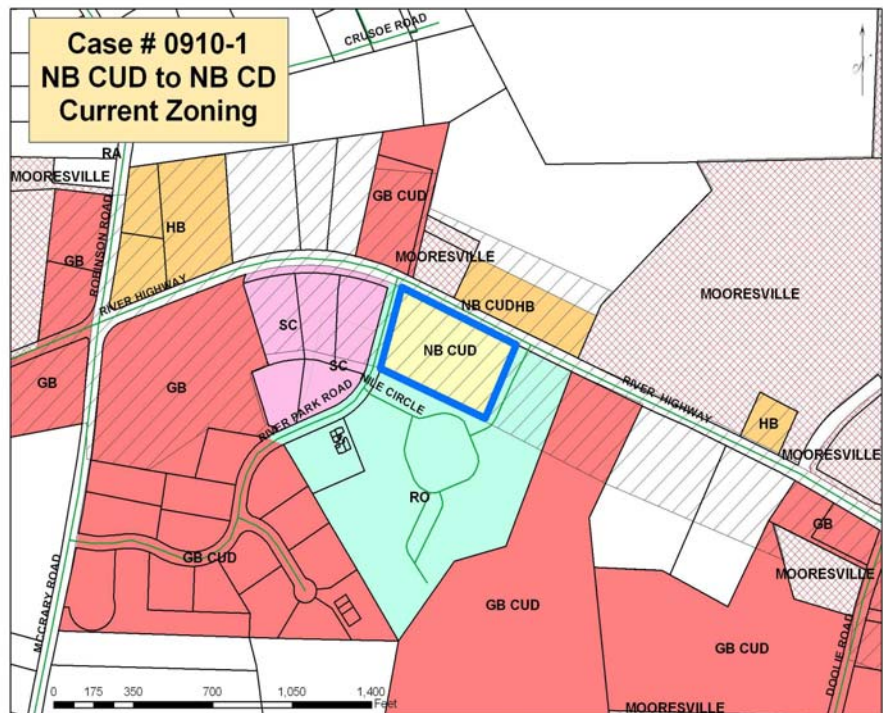 Case # 0910-1
NB CUD to NB CD
Current Zoning
CRUSOE ROAD
RA
MOORESVILLE
GB CUD
HB
GB
ROBINSON ROAD
MOORESVILLE
MOORESVILLE
RIVER HIGHWAY
NB CUD
HB
SC
NB CUD
SC
GB
GB
NILE CIRCLE
RIVER HIGHWAY
RIVER PARK ROAD
HB
MOORESVILLE
RO
GB
GB CUD
MOORESVILLE
MCCRARY ROAD
GB CUD
GB CUD
DOOLIE ROAD
0 175 350 700 1,050 1,400
Feet
MOORESVILLE